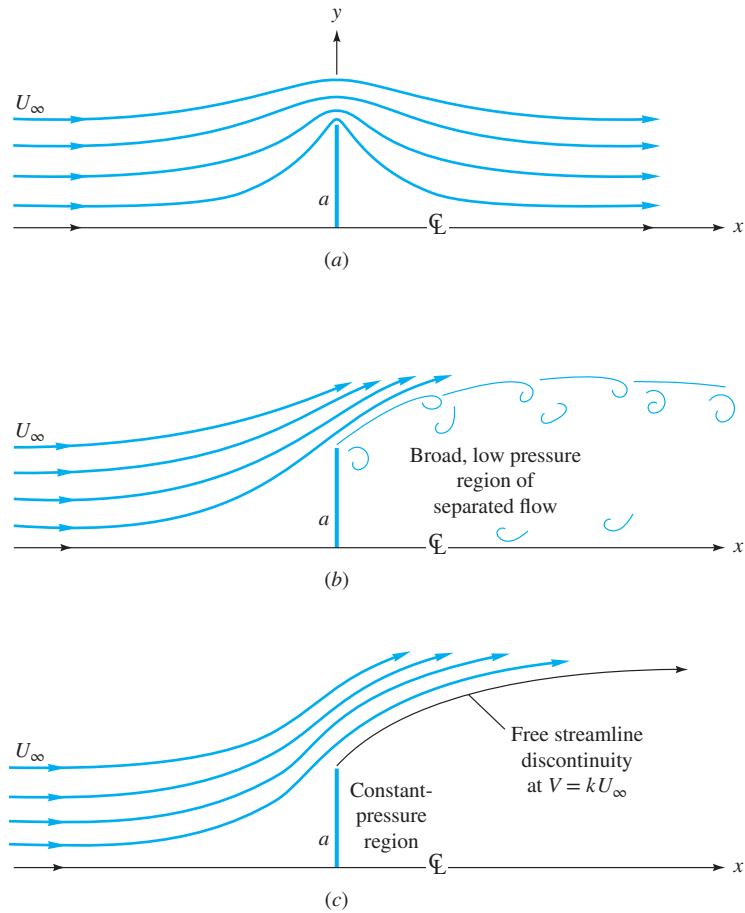 y
U∞
a
℄
x
(a)
U∞
Broad, low pressure
region of
separated flow
a
℄
x
(b)
U∞
Free streamline
discontinuity
at V = kU∞
Constant-
pressure
region
a
℄
x
(c)